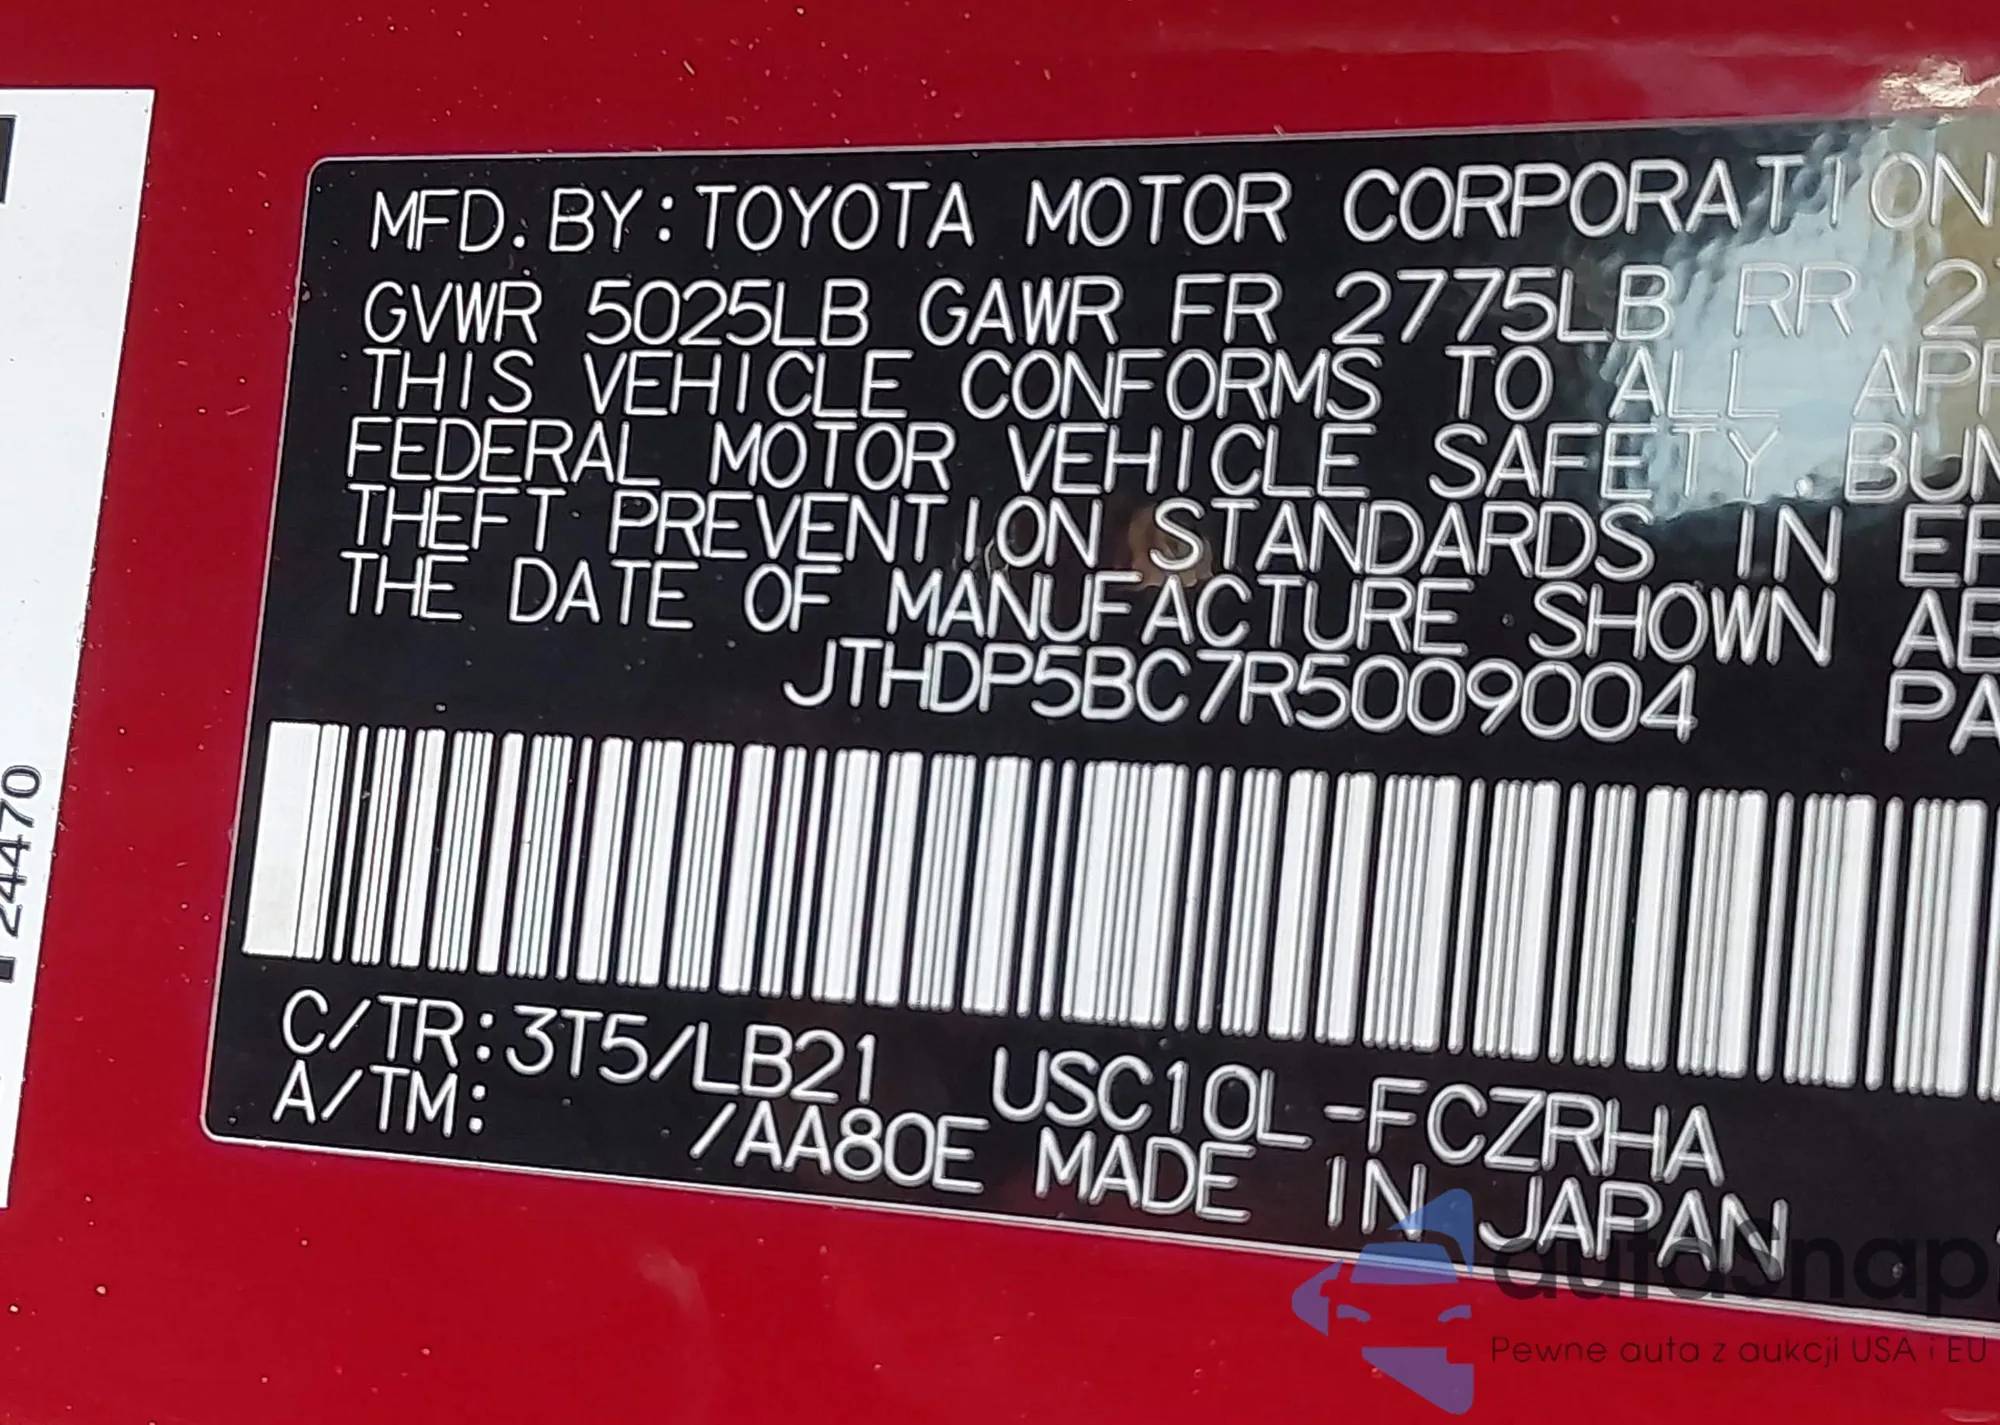 MFD. BY: TOYOTA MOTOR CORPORATION
GVWR 5025LB GAWR FR 2775LB RR
THIS VEHICLE CONFORMS TO ALL
FEDERAL MOTOR VEHICLE SAFETY, 
THEFT PREVENTION STANDARDS IN
THE DATE OF MANUFACTURE SHOWN
JTHDP5BC7R5009004
C/TR: 3T5/LB21 USC10L-FCZRHA
A/TM: /AA80E MADE IN JAPAN
24470
autoSnap
Pewne auta z aukcji USA i EU